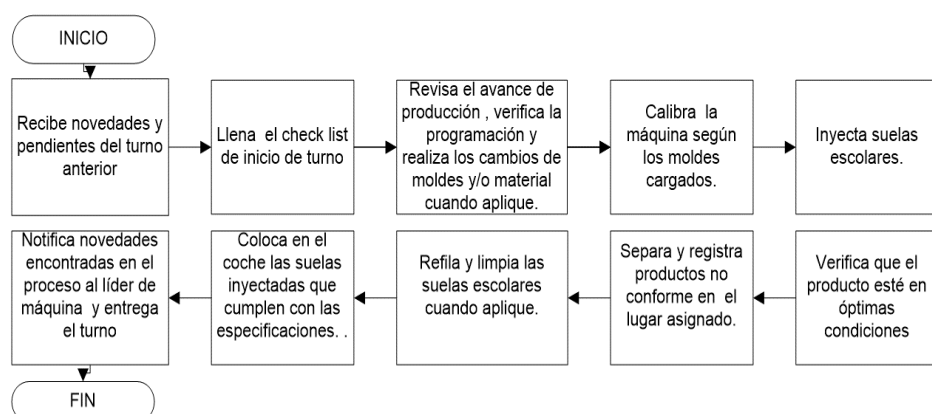 INICIO
Recibe novedades y
pendientes del turno
anterior
Llena el check list
de inicio de turno
Revisa el avance de
producción , verifica la
programación y
realiza los cambios de
moldes y/o material
cuando aplique.
Calibra la
máquina según
los moldes
cargados.
Inyecta suelas
escolares.
Verifica que el
producto esté en
óptimas
condiciones
Separa y registra
productos no
conforme en el
lugar asignado.
Refila y limpia las
suelas escolares
cuando aplique.
Coloca en el
coche las suelas
inyectadas que
cumplen con las
especificaciones. .
Notifica novedades
encontradas en el
proceso al líder de
máquina y entrega
el turno
FIN